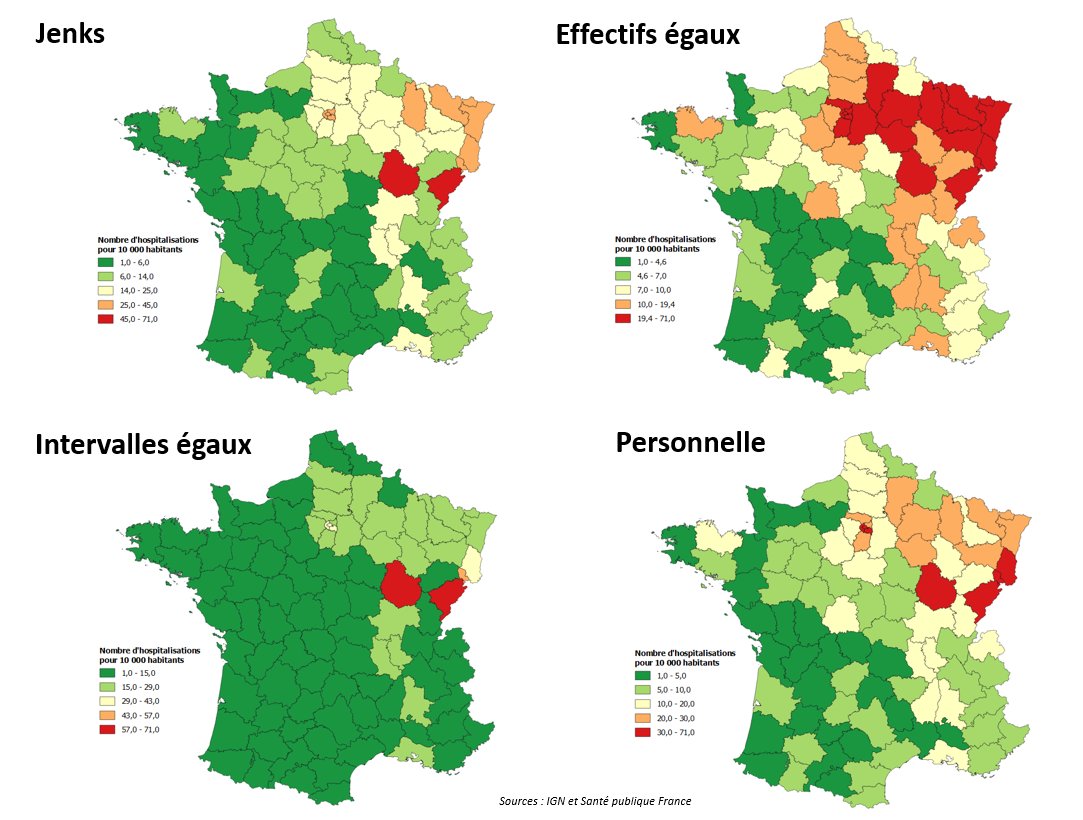 Jenks
Nombre d'hospitalisations
pour 10 000 habitants
1,0 - 6,0
6,0 - 14,0
14,0 - 25,0
25,0 - 45,0
45,0 - 71,0
Effectifs égaux
Nombre d'hospitalisations
pour 10 000 habitants
1,0 - 4,6
4,6 - 7,0
7,0 - 10,0
10,0 - 19,4
19,4 - 71,0
Intervalles égaux
Nombre d'hospitalisations
pour 10 000 habitants
1,0 - 15,0
15,0 - 29,0
29,0 - 43,0
43,0 - 57,0
57,0 - 71,0
Personnelle
Nombre d'hospitalisations
pour 10 000 habitants
1,0 - 5,0
5,0 - 10,0
10,0 - 20,0
20,0 - 30,0
30,0 - 71,0
Sources : IGN et Santé publique France